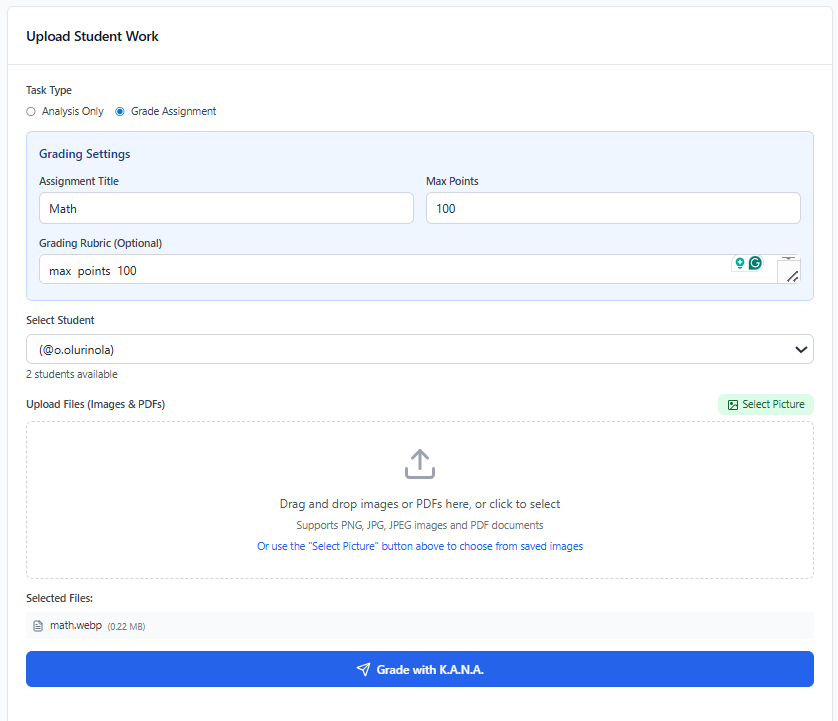 Upload Student Work
Task Type
Analysis Only Grade Assignment
Grading Settings
Assignment Title Max Points
Math 100
Grading Rubric (Optional)
max points 100
Select Student
(@o.olurinola)
2 students available
Upload Files (Images & PDFs) Select Picture
Drag and drop images or PDFs here, or click to select
Supports PNG, JPG, JPEG images and PDF documents
Or use the "Select Picture" button above to choose from saved images
Selected Files:
math.webp (0.22 MB)
Grade with K.A.N.A.